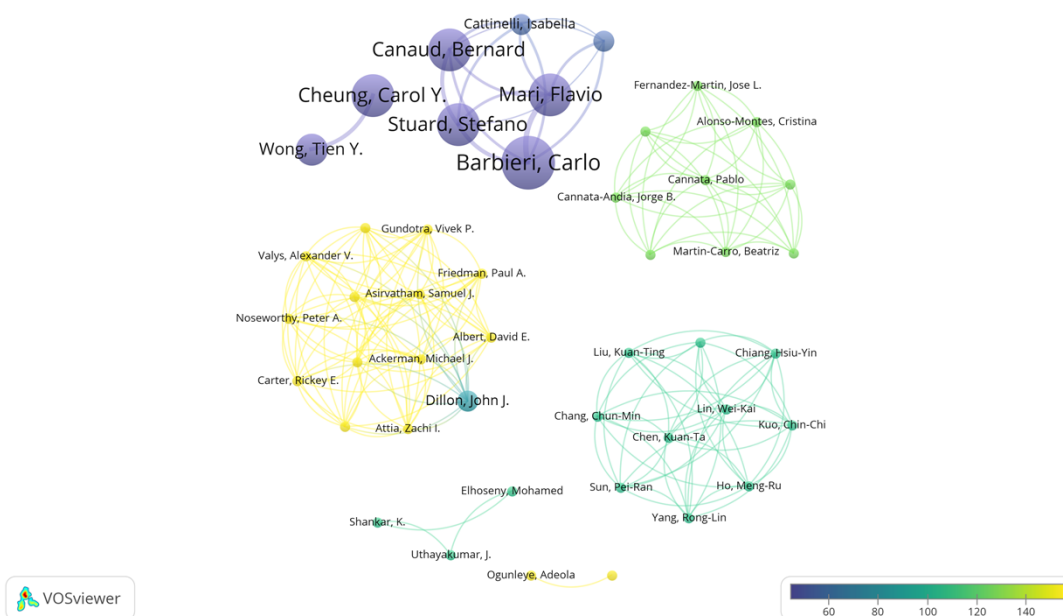 Cattinelli, Isabella
Canaud, Bernard
Cheung, Carol Y.
Mari, Flavio
Stuard, Stefano
Wong, Tien Y.
Barbieri, Carlo
Fernandez-Martin, Jose L.
Alonso-Montes, Cristina
Cannata, Pablo
Cannata-Andia, Jorge B.
Martin-Carro, Beatriz
Gundotra, Vivek P.
Valys, Alexander V.
Friedman, Paul A.
Asirvatham, Samuel J.
Noseworthy, Peter A.
Albert, David E.
Ackerman, Michael J.
Carter, Rickey E.
Dillon, John J.
Attia, Zachi I.
Liu, Kuan-Ting
Chiang, Hsiu-Yin
Chang, Chun-Min
Lin, Wei-Kai
Kuo, Chin-Chi
Chen, Kuan-Ta
Sun, Pei-Ran
Ho, Meng-Ru
Yang, Rong-Lin
Elhoseny, Mohamed
Shankar, K.
Uthayakumar, J.
Ogunleye, Adeola
VOSviewer
60 80 100 120 140